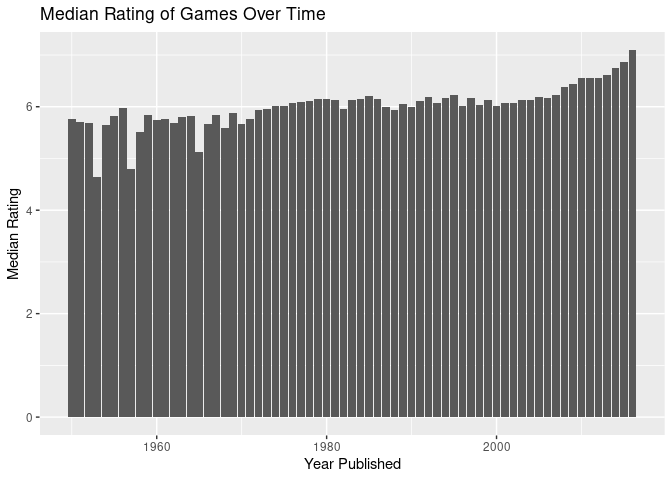 Median Rating of Games Over Time
Median Rating
6
4
2
0
1960
1980
2000
Year Published